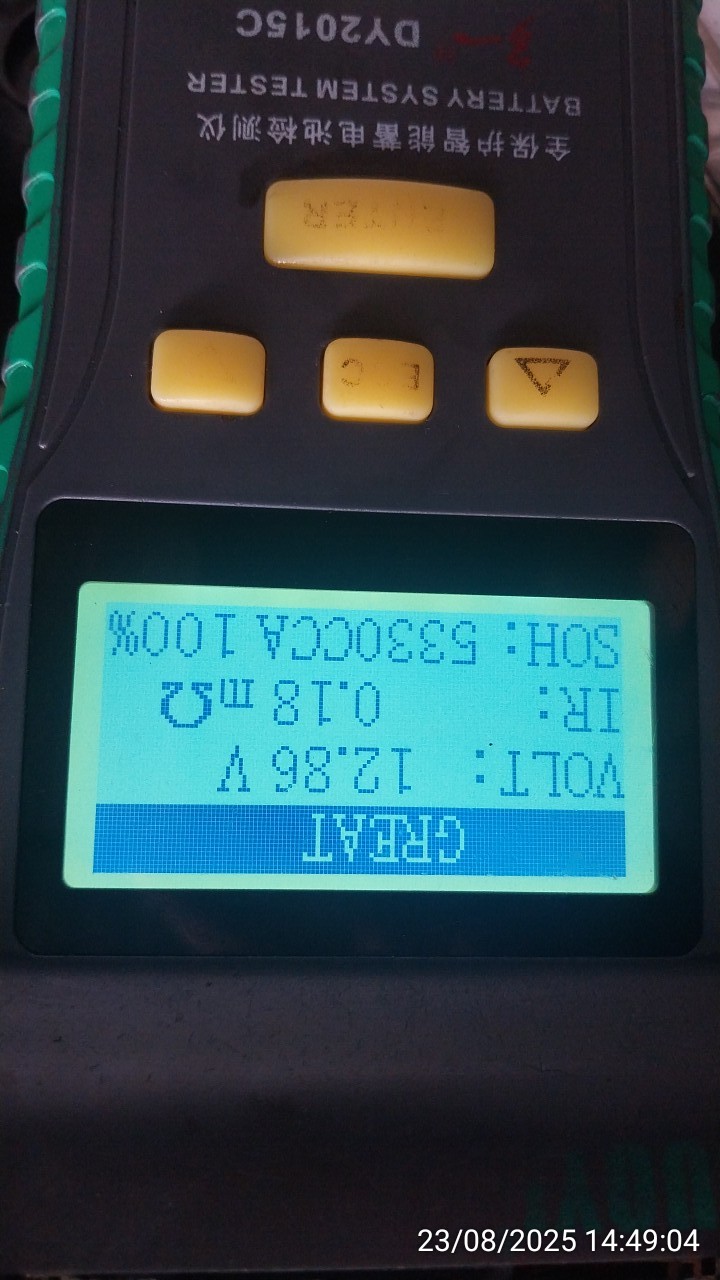 GREAT
VOLT: 12.86 V
IR: 0.18 mΩ
SOH: 5330CCA 100%
E C
ENTER
全保护智能蓄电池检测仪
BATTERY SYSTEM TESTER
DY2015C
23/08/2025 14:49:04